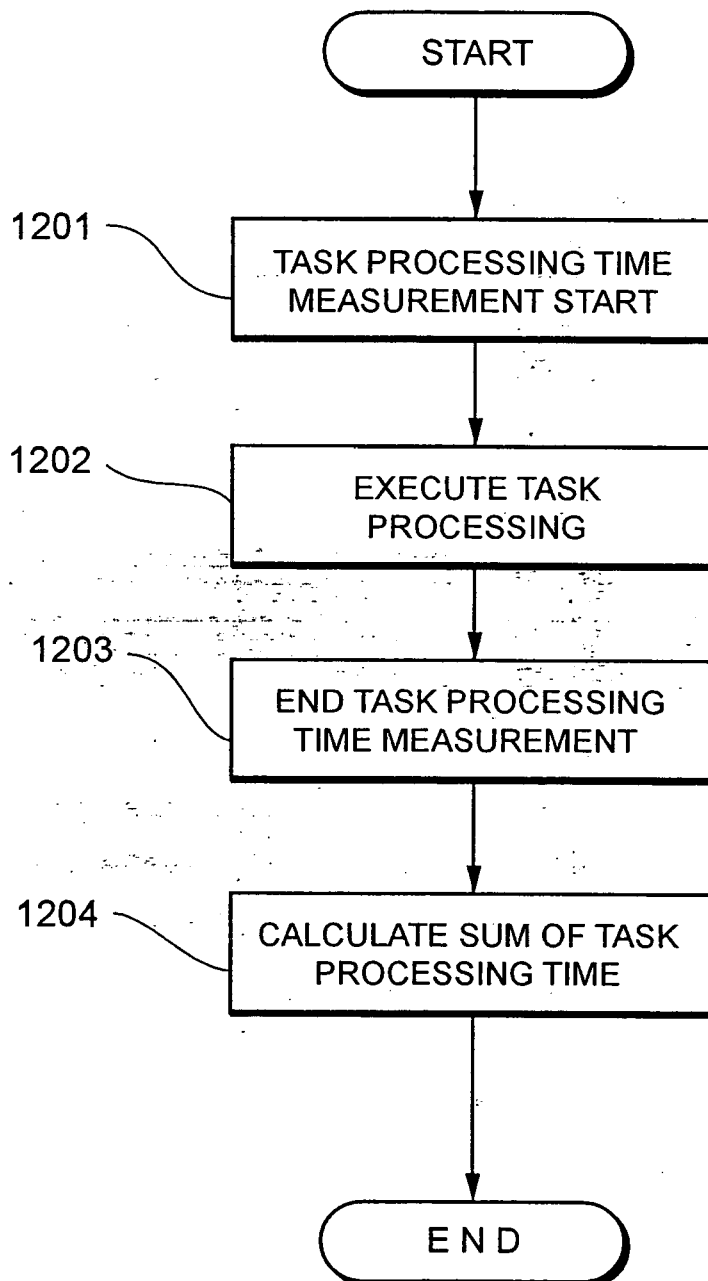 START
1201
TASK PROCESSING TIME
MEASUREMENT START
1202
EXECUTE TASK
PROCESSING
1203
END TASK PROCESSING
TIME MEASUREMENT
1204
CALCULATE SUM OF TASK
PROCESSING TIME
E N D